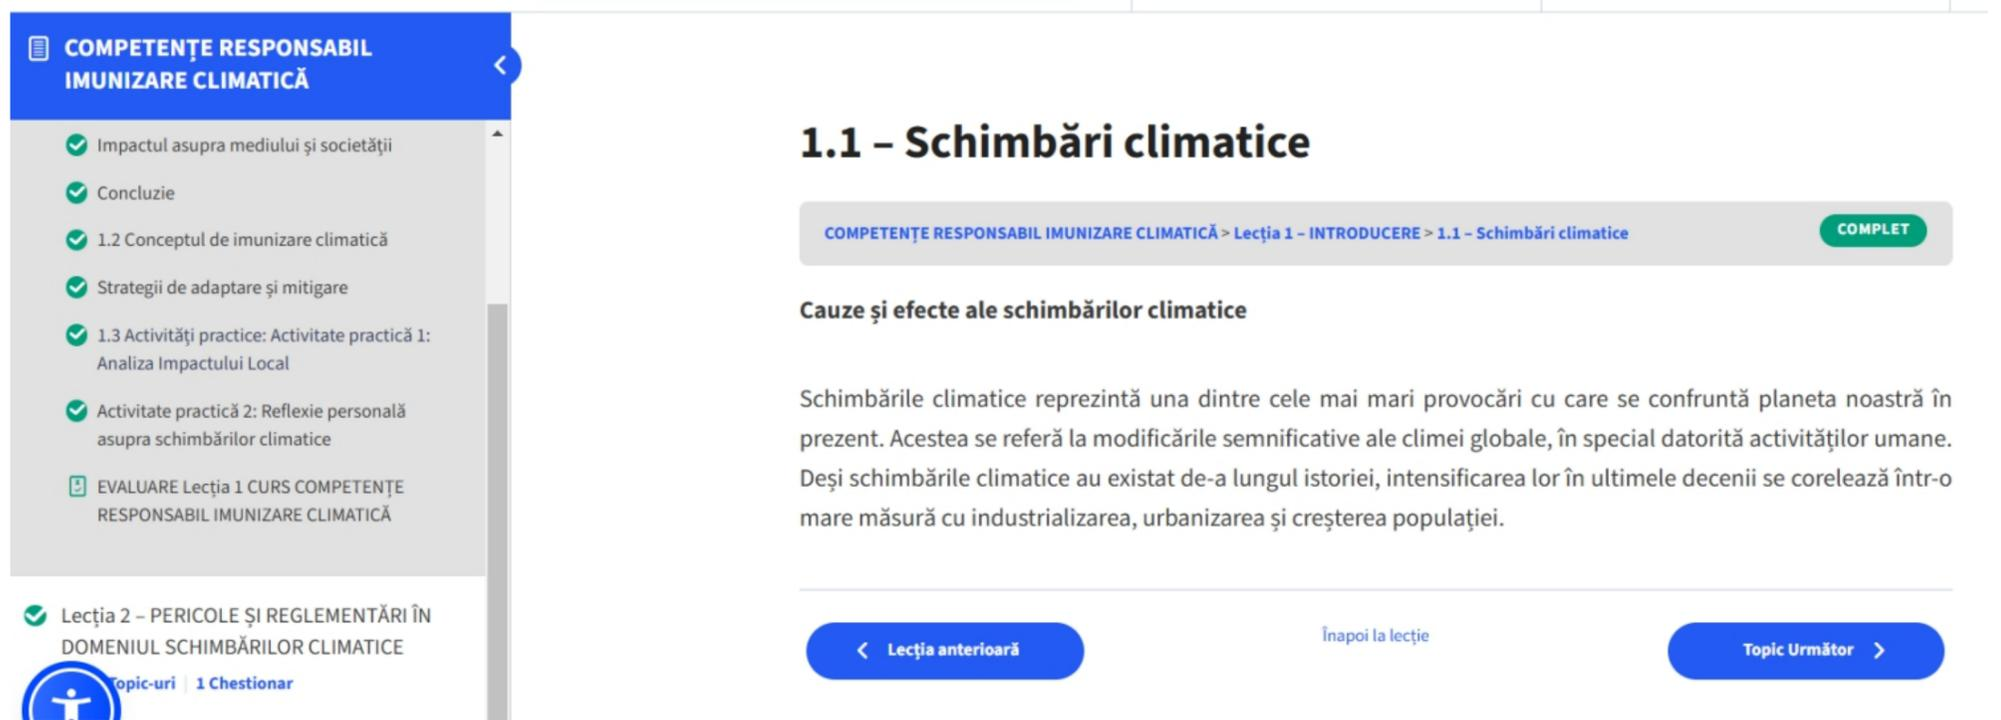 COMPETENȚE RESPONSABIL
IMUNIZARE CLIMATICĂ
Impactul asupra mediului și societății
Concluzie
1.2 Conceptul de imunizare climatică
Strategii de adaptare și mitigare
1.3 Activități practice: Activitate practică 1:
Analiza Impactului Local
Activitate practică 2: Reflexie personală
asupra schimbărilor climatice
EVALUARE Lecția 1 CURS COMPETENȚE
RESPONSABIL IMUNIZARE CLIMATICĂ
Lecția 2 – PERICOLE ȘI REGLEMENTĂRI ÎN
DOMENIUL SCHIMBĂRILOR CLIMATICE
Topic-uri | 1 Chestionar
1.1 – Schimbări climatice
COMPETENȚE RESPONSABIL IMUNIZARE CLIMATICĂ > Lecția 1 – INTRODUCERE > 1.1 – Schimbări climatice
COMPLET
Cauze și efecte ale schimbărilor climatice
Schimbările climatice reprezintă una dintre cele mai mari provocări cu care se confruntă planeta noastră în
prezent. Acestea se referă la modificările semnificative ale climei globale, în special datorită activităților umane.
Deși schimbările climatice au existat de-a lungul istoriei, intensificarea lor în ultimele decenii se corelează într-o
mare măsură cu industrializarea, urbanizarea și creșterea populației.
Lecția anterioară
Înapoi la lecție
Topic Următor